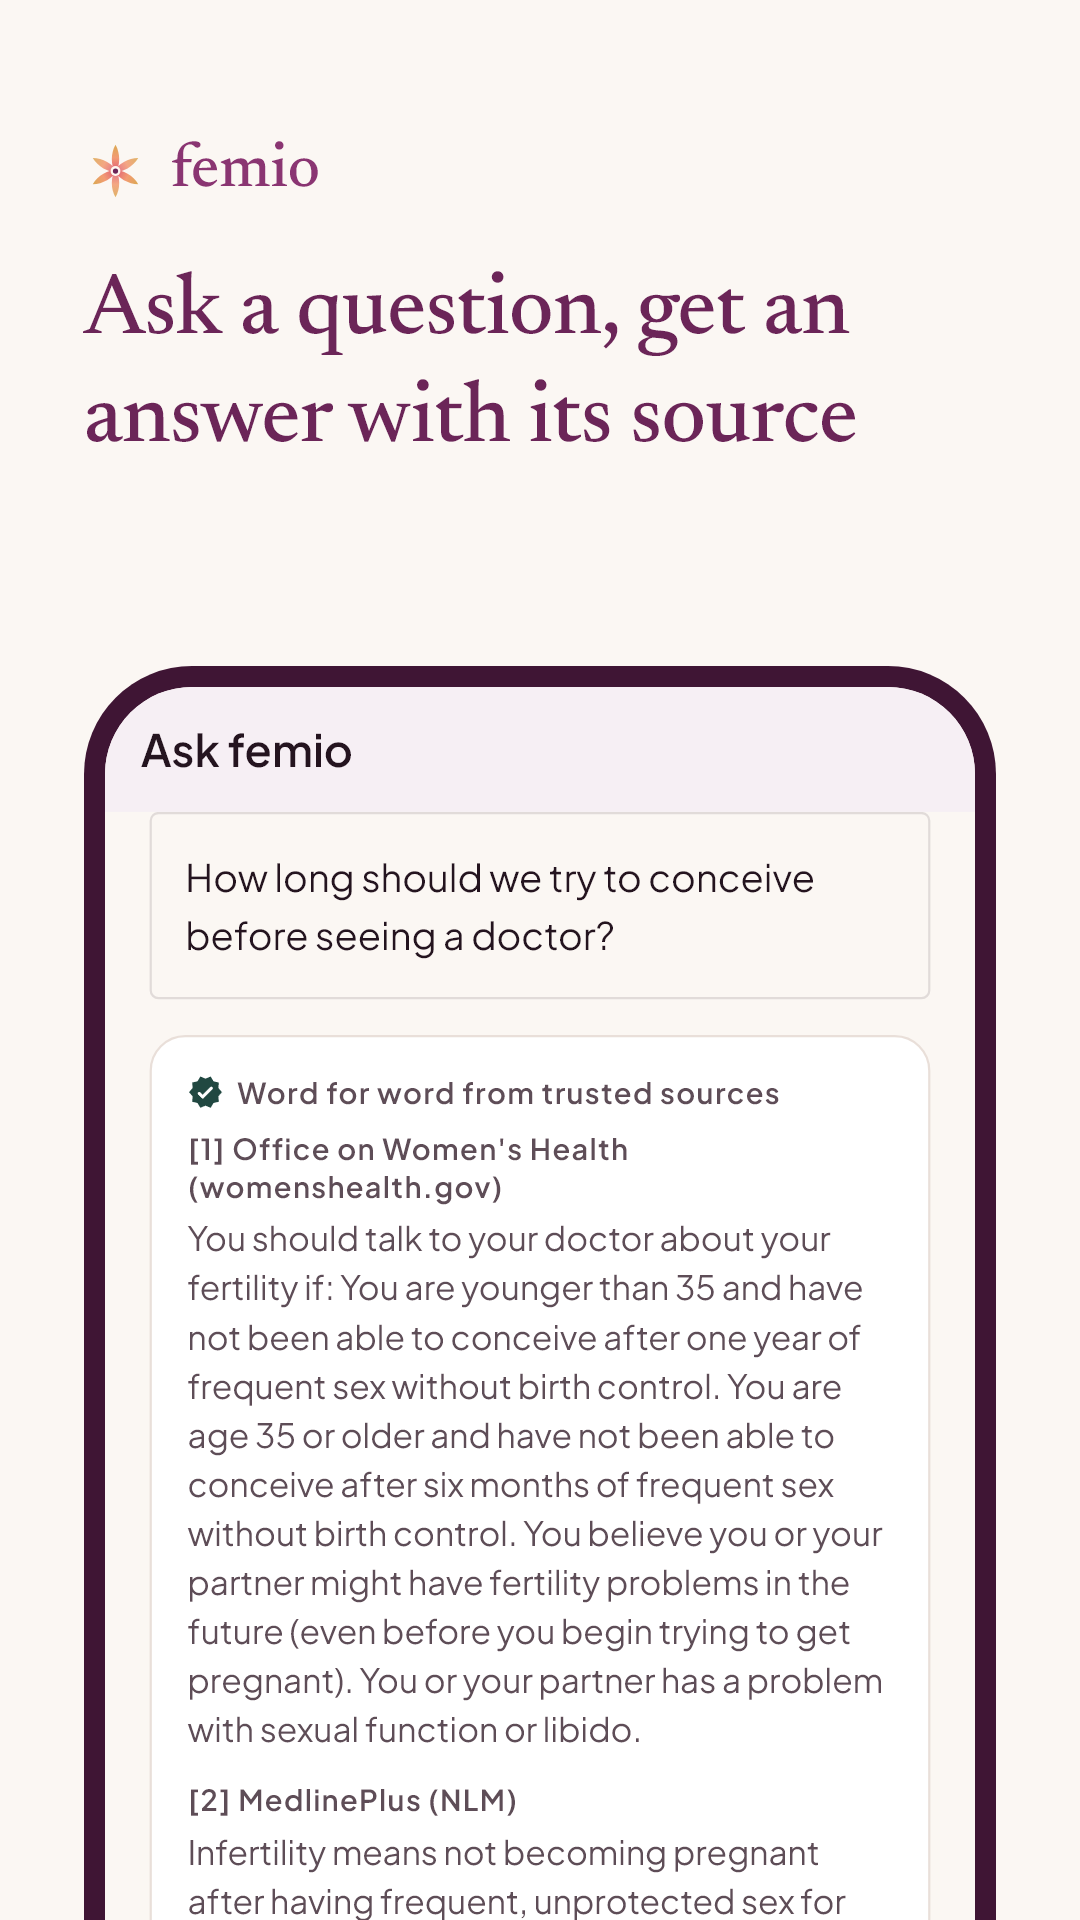 femio
Ask a question, get an
answer with its source
Ask femio
How long should we try to conceive
before seeing a doctor?
Word for word from trusted sources
[1] Office on Women's Health
(womenshealth.gov)
You should talk to your doctor about your
fertility if: You are younger than 35 and have
not been able to conceive after one year of
frequent sex without birth control. You are
age 35 or older and have not been able to
conceive after six months of frequent sex
without birth control. You believe you or your
partner might have fertility problems in the
future (even before you begin trying to get
pregnant). You or your partner has a problem
with sexual function or libido.
[2] MedlinePlus (NLM)
Infertility means not becoming pregnant
after having frequent, unprotected sex for